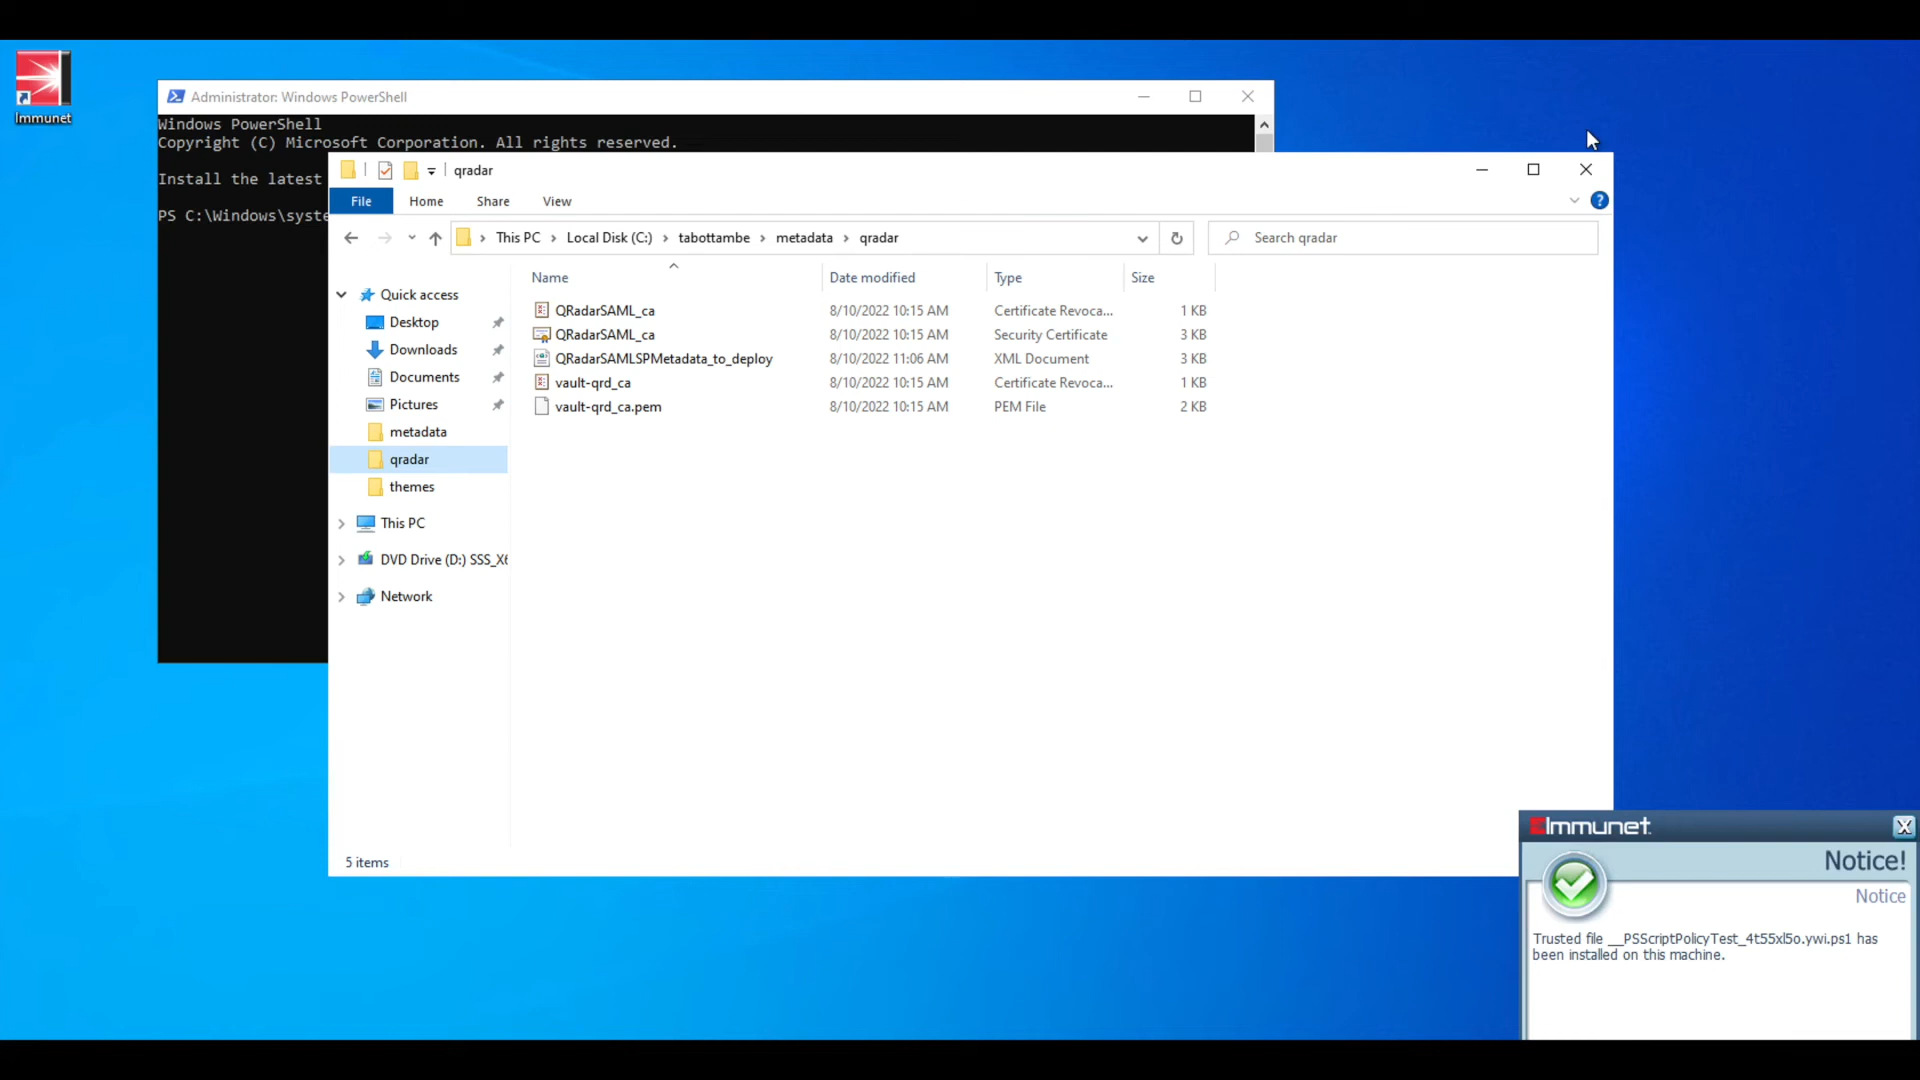 Immunet
Administrator: Windows PowerShell
Windows PowerShell
Copyright (C) Microsoft Corporation. All rights reserved.
Install the latest
PS C:\Windows\syste
qradar
File Home Share View
This PC Local Disk (C:) tabottambe metadata qradar
Search qradar
Name Date modified Type Size
QRadarSAML_ca 8/10/2022 10:15 AM Certificate Revoca... 1 KB
QRadarSAML_ca 8/10/2022 10:15 AM Security Certificate 3 KB
QRadarSAMLSPMetadata_to_deploy 8/10/2022 11:06 AM XML Document 3 KB
vault-qrd_ca 8/10/2022 10:15 AM Certificate Revoca... 1 KB
vault-qrd_ca.pem 8/10/2022 10:15 AM PEM File 2 KB
Quick access
Desktop
Downloads
Documents
Pictures
metadata
qradar
themes
This PC
DVD Drive (D:) SSS_X6
Network
5 items
Immunet
Notice!
Notice
Trusted file __PSScriptPolicyTest_4t55xl5o.ywi.ps1 has
been installed on this machine.